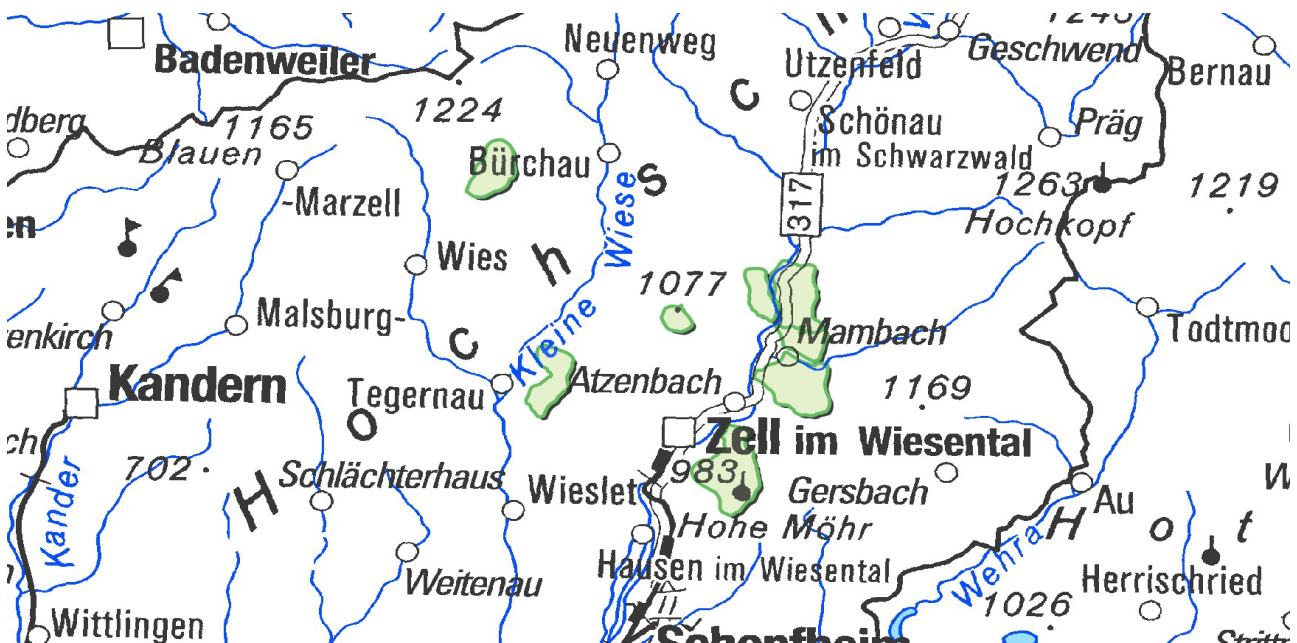 Neuenweg
Geschwend
Utzenfeld
Badenweiler
Bernau
1224
1165
Schönau
im Schwarzwald
Präg
Blauen
Bürchau
c
s
1263
1219
-Marzell
317
Hochkopf
Wiese
Wies
h
1077
Malsburg-
Mambach
Kleine
c
Kandern
Tegernau
Atzenbach
1169
o
Zell im Wiesental
702
Schlächterhaus
983
Wieslet
Gersbach
H
Kander
Au
Hohe Möhr
H
o
t
Hausen im Wiesental
Wehra
Weitenau
Herrischried
1026
Wittlingen